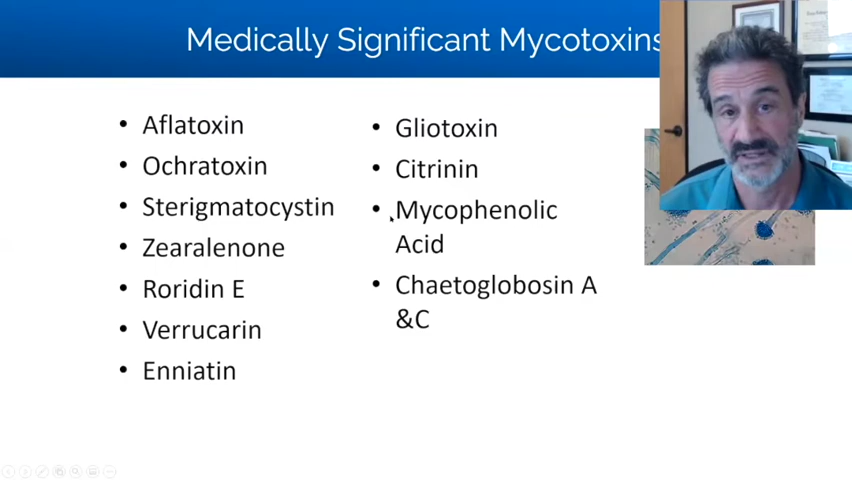 Medically Significant Mycotoxins
• Aflatoxin
• Ochratoxin
• Sterigmatocystin
• Zearalenone
• Roridin E
• Verrucarin
• Enniatin
• Gliotoxin
• Citrinin
• Mycophenolic
Acid
• Chaetoglobosin A
&C